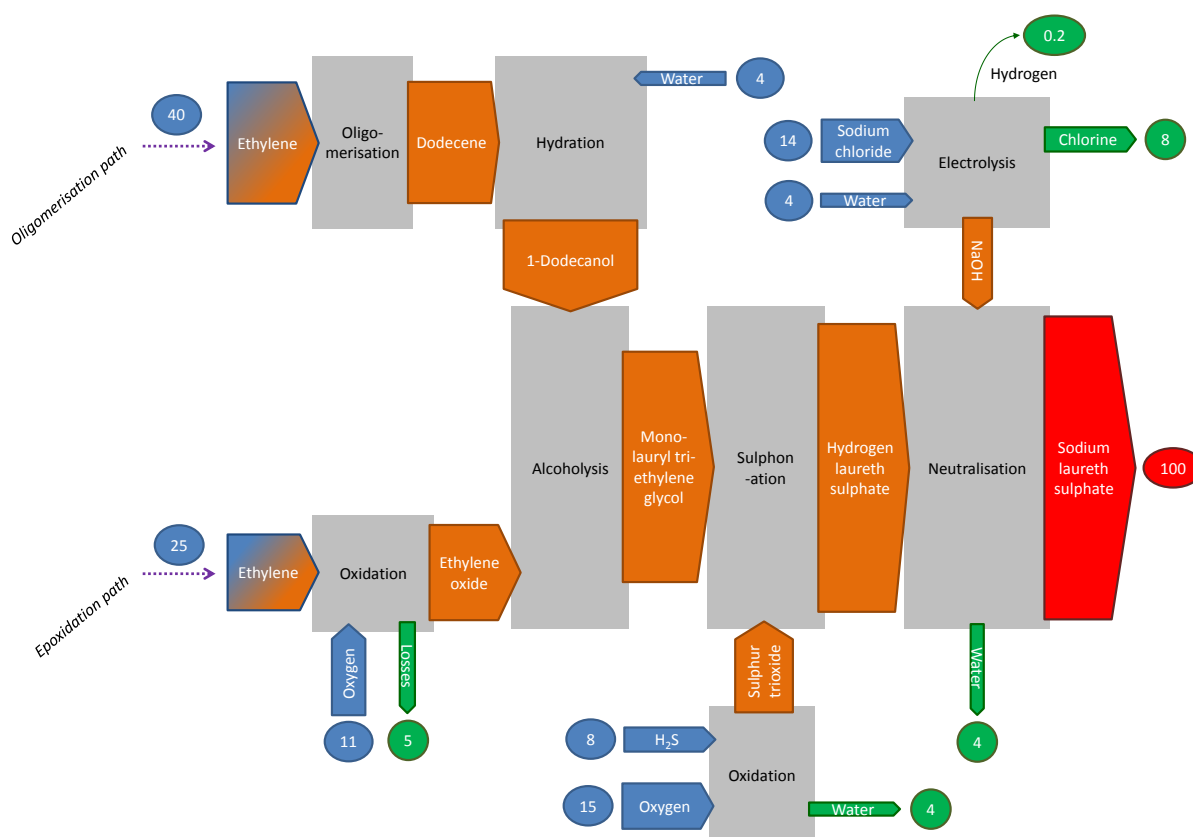 0.2
Hydrogen
Water
4
40
Oligomerisation path
Ethylene
Oligo-
merisation
Dodecene
Hydration
14
Sodium
chloride
Electrolysis
Chlorine
8
4
Water
1-Dodecanol
NaOH
Alcoholysis
Mono-
lauryl tri-
ethylene
glycol
Sulphon
-ation
Hydrogen
laureth
sulphate
Neutralisation
Sodium
laureth
sulphate
100
25
Epoxidation path
Ethylene
Oxidation
Ethylene
oxide
Oxygen
11
Losses
5
Sulphur
trioxide
Water
4
8
H₂S
15
Oxygen
Oxidation
Water
4